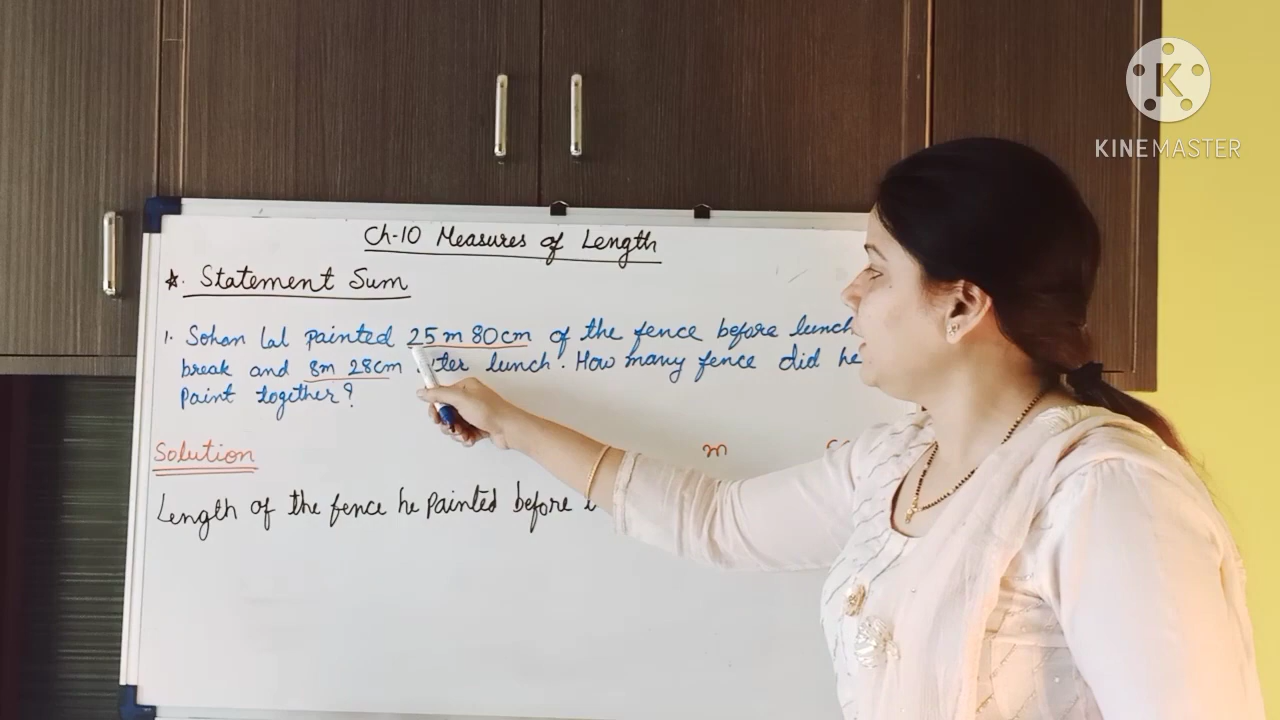 KINEMASTER
Ch-10 Measures of Length
Statement Sum
1. Sohan Lal painted 25m 80cm of the fence before lunch
break and 8m 28cm after lunch. How many fence did he
Paint together?
Solution
m
Length of the fence he painted before